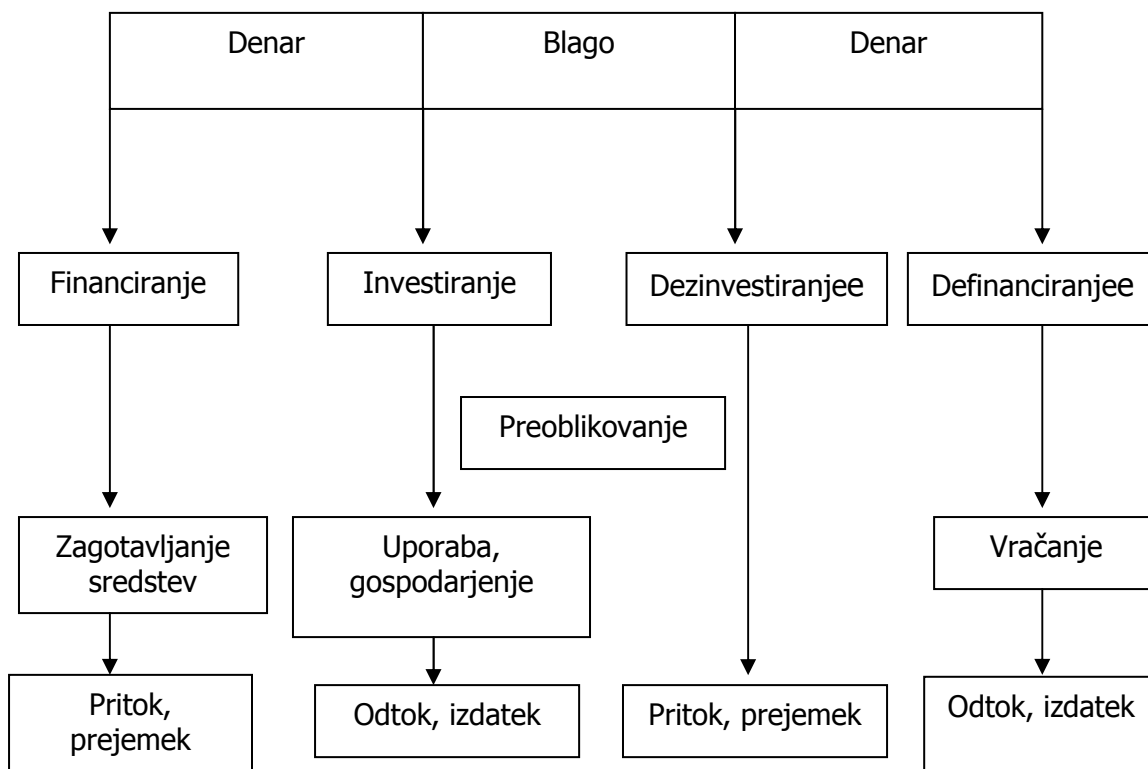 Denar
Blago
Denar
Financiranje
Investiranje
Dezinvestiranjee
Definanciranjee
Preoblikovanje
Zagotavljanje
sredstev
Uporaba,
gospodarjenje
Vračanje
Pritok,
prejemek
Odtok, izdatek
Pritok, prejemek
Odtok, izdatek